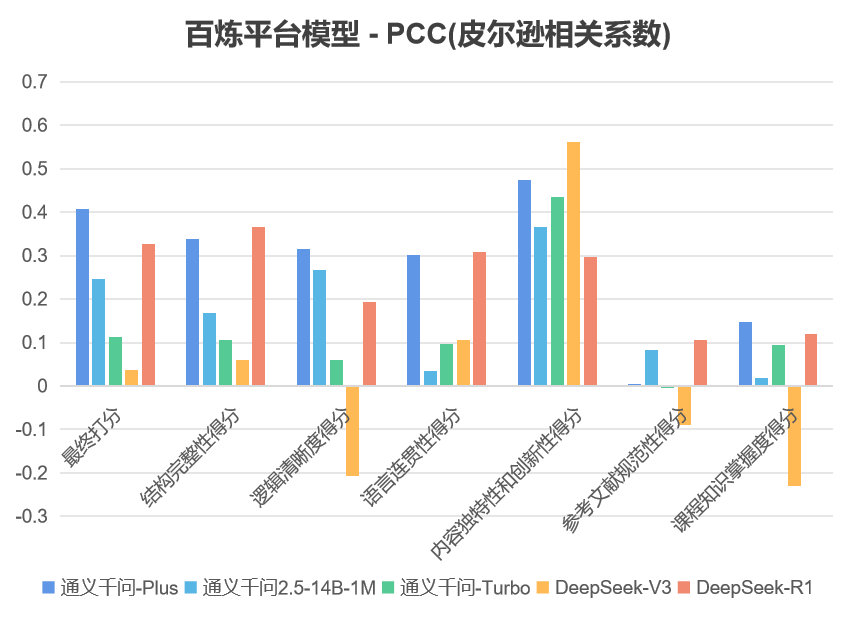 百炼平台模型 - PCC(皮尔逊相关系数)
0.7
0.6
0.5
0.4
0.3
0.2
0.1
0
-0.1
-0.2
-0.3
最终打分
结构完整性得分
逻辑清晰度得分
语言连贯性得分
内容独特性和创新性得分
参考文献规范性得分
课程知识掌握度得分
通义千问-Plus 通义千问2.5-14B-1M 通义千问-Turbo DeepSeek-V3 DeepSeek-R1